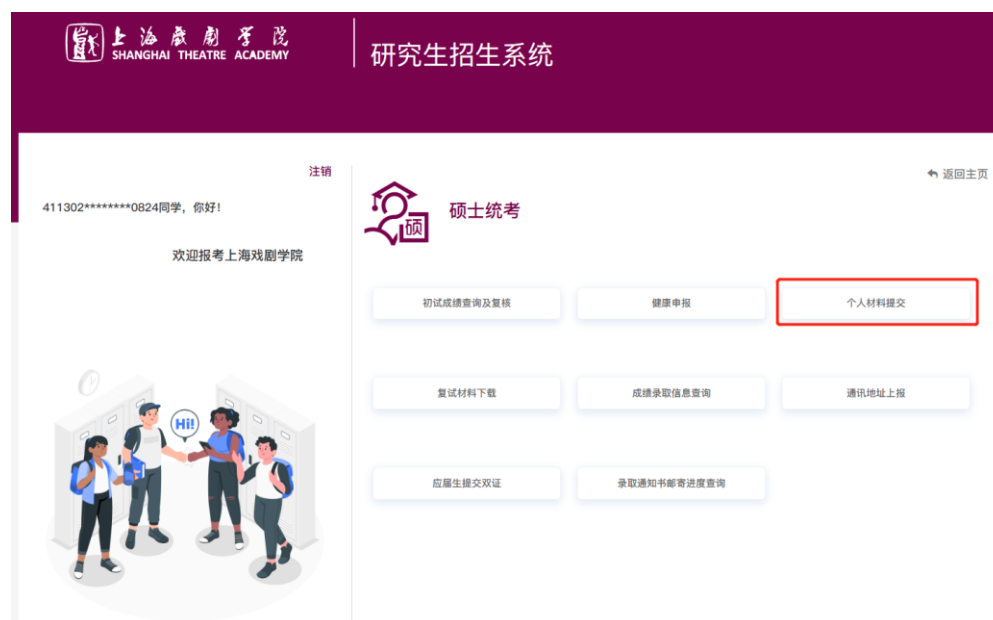 上海戲劇學院
SHANGHAI THEATRE ACADEMY
研究生招生系统
注销
411302********0824同学，你好！
欢迎报考上海戏剧学院
返回主页
硕
硕士统考
初试成绩查询及复核
健康申报
个人材料提交
复试材料下载
成绩录取信息查询
通讯地址上报
应届生提交双证
录取通知书邮寄进度查询
Hi!